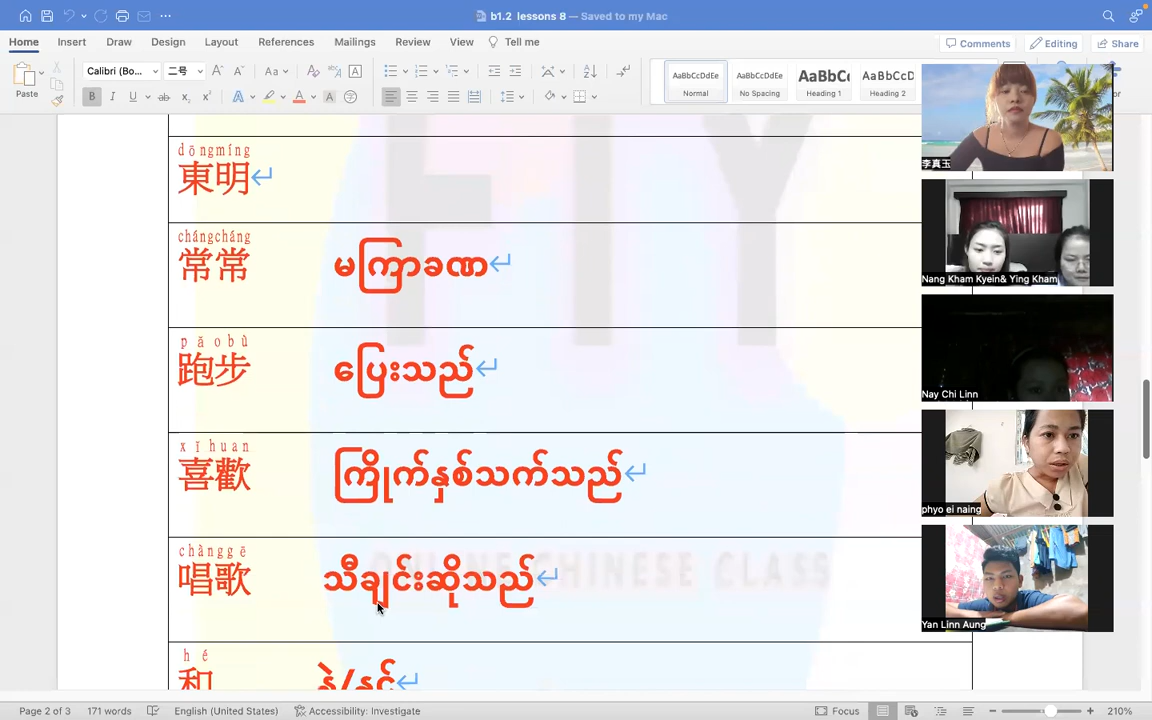 b1.2 lessons 8 — Saved to my Mac
Home Insert Draw Design Layout References Mailings Review View Tell me Comments Editing Share
Paste
Calibri (Bo... 二号
AaBbCcDdEe AaBbCcDdEe AaBbCc AaBbCcD
Normal No Spacing Heading 1 Heading 2
dōngmíng
東明
chángcháng
常常 မကြာခဏ
pǎobù
跑步 ပြေးသည်
xǐhuan
喜歡 ကြိုက်နှစ်သက်သည်
chànggē
唱歌 သီချင်းဆိုသည်
hé
和 နဲ့/နှင့်
ONLINE CHINESE CLASS
李真玉
Nang Kham Kyein& Ying Kham
Nay Chi Linn
phyo ei naing
Yan Linn Aung
Page 2 of 3 171 words English (United States) Accessibility: Investigate Focus 210%